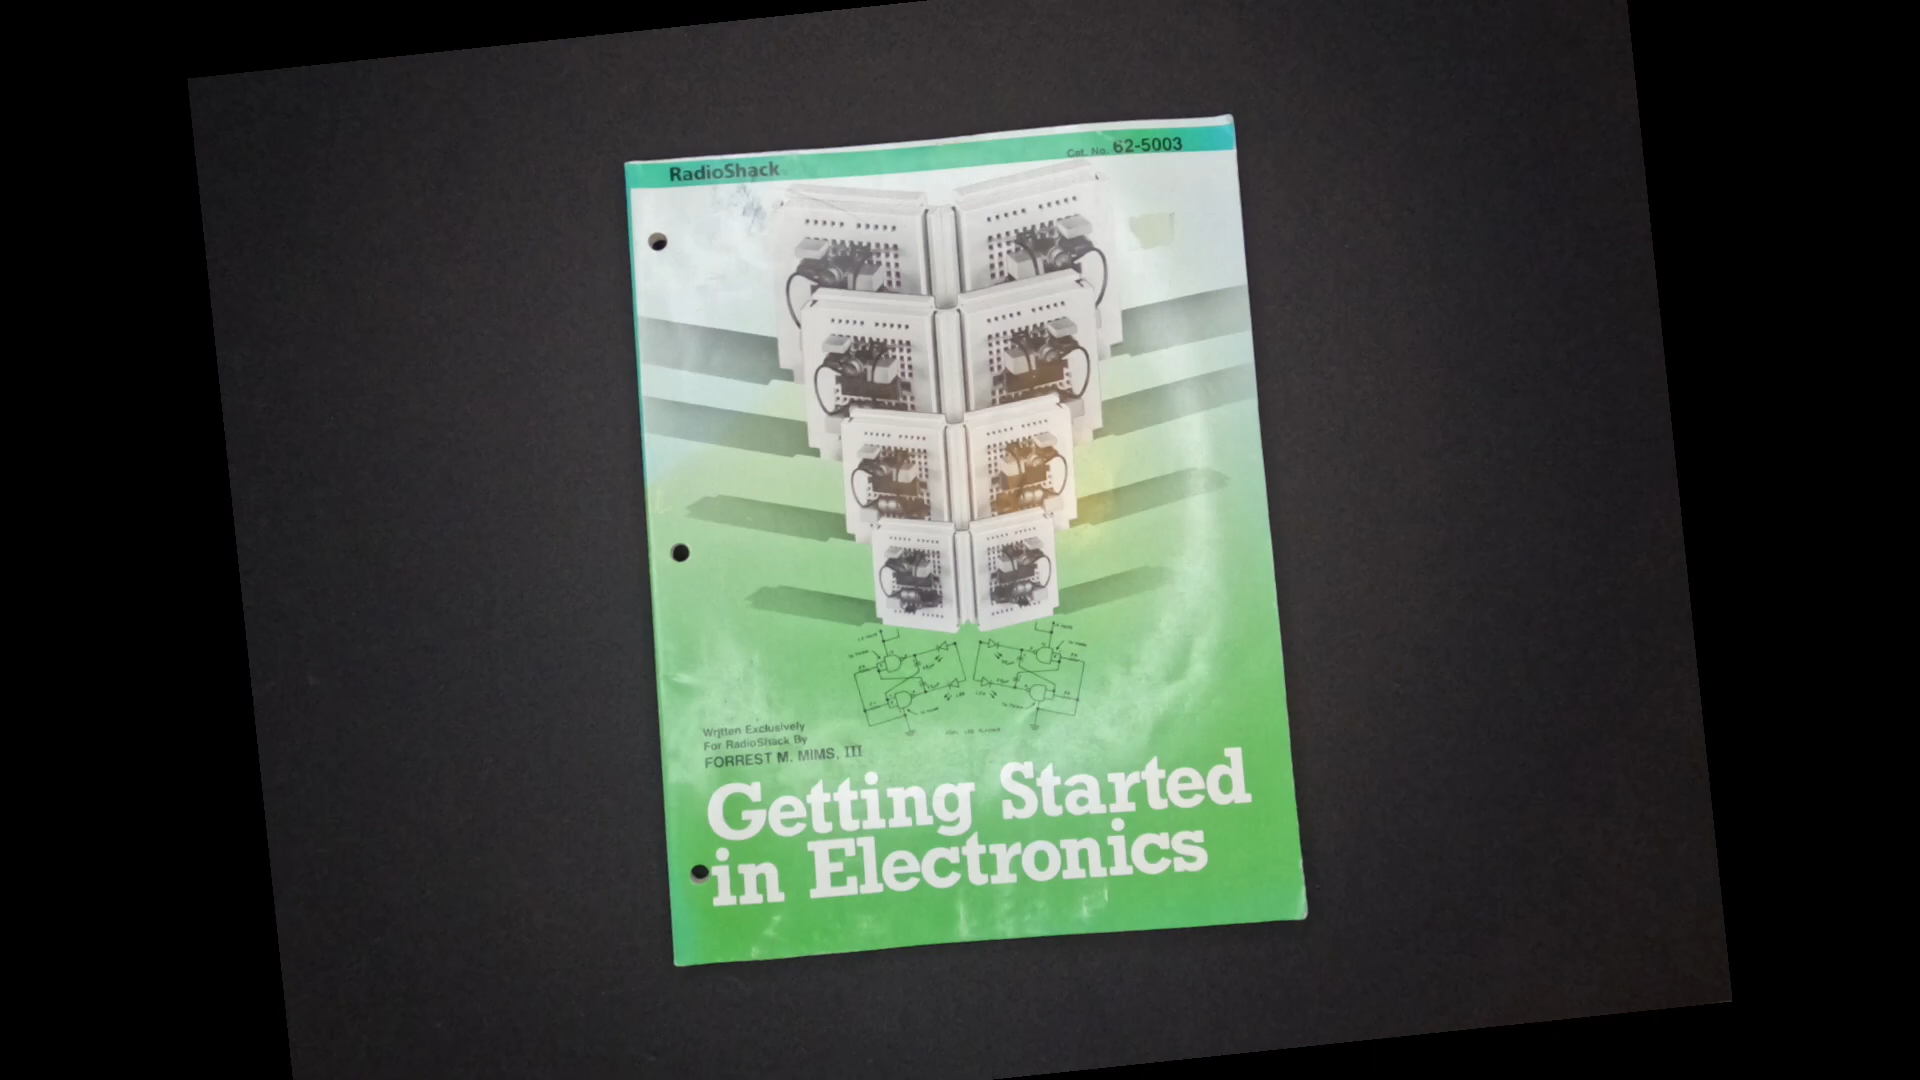 RadioShack
Cat. No. 62-5003
Written Exclusively
For RadioShack By
FORREST M. MIMS, III
Getting Started
in Electronics